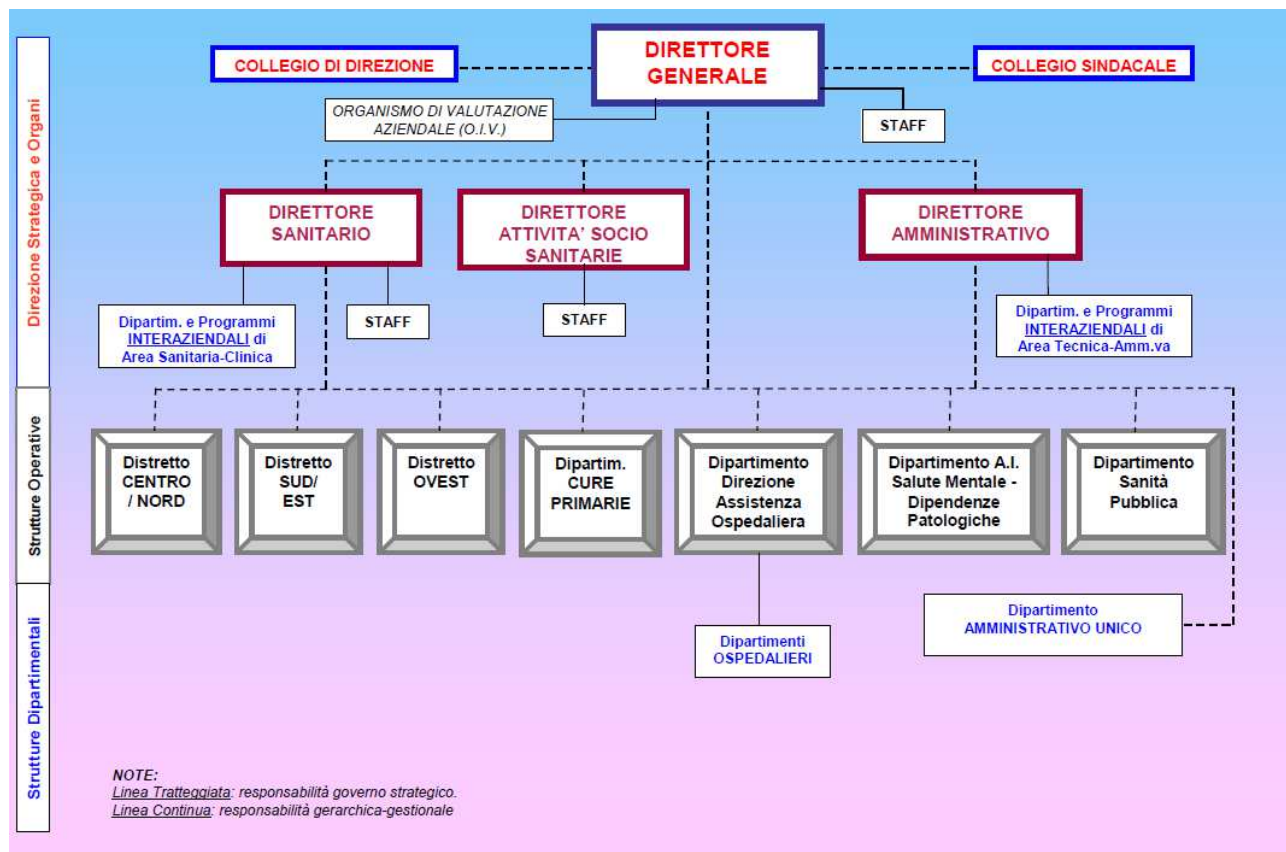 Direzione Strategica e Organi
Strutture Operative
Strutture Dipartimentali
DIRETTORE
GENERALE
COLLEGIO DI DIREZIONE
COLLEGIO SINDACALE
ORGANISMO DI VALUTAZIONE
AZIENDALE (O.I.V.)
STAFF
DIRETTORE
SANITARIO
DIRETTORE
ATTIVITA’ SOCIO
SANITARIE
DIRETTORE
AMMINISTRATIVO
Dipartim. e Programmi
INTERAZIENDALI di
Area Sanitaria-Clinica
STAFF
STAFF
Dipartim. e Programmi
INTERAZIENDALI di
Area Tecnica-Amm.va
Distretto
CENTRO
/ NORD
Distretto
SUD/
EST
Distretto
OVEST
Dipartim.
CURE
PRIMARIE
Dipartimento
Direzione
Assistenza
Ospedaliera
Dipartimento A.I.
Salute Mentale -
Dipendenze
Patologiche
Dipartimento
Sanità
Pubblica
Dipartimento
AMMINISTRATIVO UNICO
Dipartimenti
OSPEDALIERI
NOTE:
Linea Tratteggiata: responsabilità governo strategico.
Linea Continua: responsabilità gerarchica-gestionale